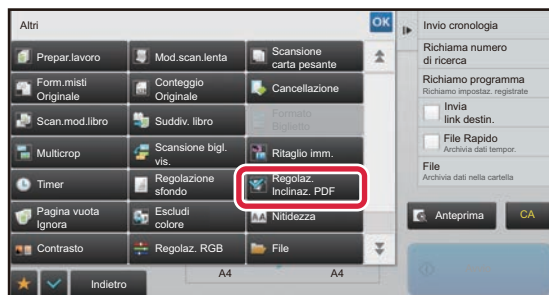 Altri
OK
Prepar.lavoro
Mod.scan.lenta
Scansione
carta pesante
Form.misti
Originale
Conteggio
Originale
Cancellazione
Scan.mod.libro
Suddiv. libro
Formato
Biglietto
Multicrop
Scansione bigl.
vis.
Ritaglio imm.
Timer
Regolazione
sfondo
Regolaz.
Inclinaz. PDF
Pagina vuota
Ignora
Escludi
colore
Nitidezza
Contrasto
Regolaz. RGB
File
Indietro
A4
A4
Invio cronologia
Richiama numero
di ricerca
Richiamo programma
Richiamo impostaz. registrate
Invia
link destin.
File Rapido
Archivia dati tempor.
File
Archivia dati nella cartella
Anteprima
CA